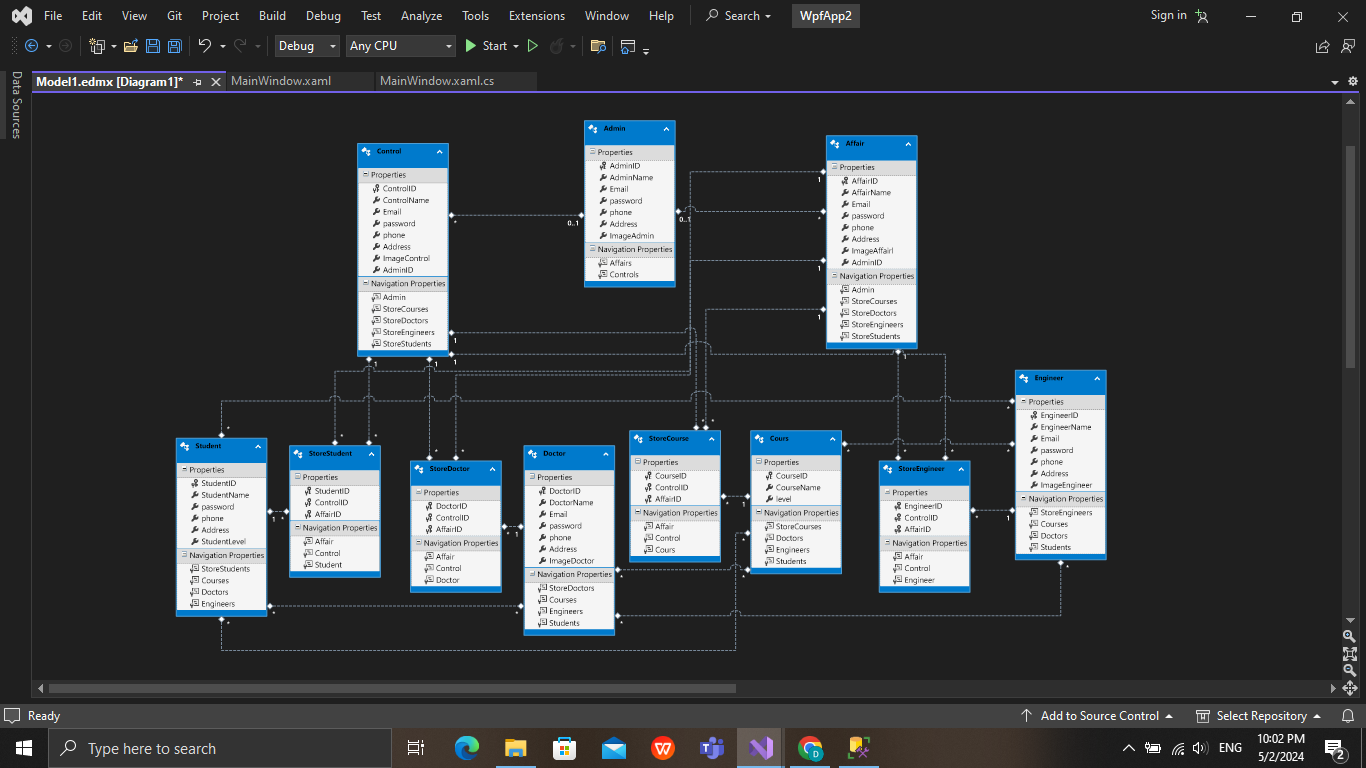 File Edit View Git Project Build Debug Test Analyze Tools Extensions Window Help Search WpfApp2 Sign in
Debug Any CPU Start
Data Sources
Model1.edmx [Diagram1]* MainWindow.xaml MainWindow.xaml.cs
Control
Properties
ControlID
ControlName
Email
password
phone
Address
ImageControl
AdminID
Navigation Properties
Admin
StoreCourses
StoreDoctors
StoreEngineers
StoreStudents
Admin
Properties
AdminID
AdminName
Email
password
phone
Address
ImageAdmin
Navigation Properties
Affairs
Controls
Affair
Properties
AffairID
AffairName
Email
password
phone
Address
ImageAffairl
AdminID
Navigation Properties
Admin
StoreCourses
StoreDoctors
StoreEngineers
StoreStudents
* 0..1
0..1 *
1
1
1
1
1
1
1
1
Engineer
Properties
EngineerID
EngineerName
Email
password
phone
Address
ImageEngineer
Navigation Properties
StoreEngineers
Courses
Doctors
Students
Student
Properties
StudentID
StudentName
password
phone
Address
StudentLevel
Navigation Properties
StoreStudents
Courses
Doctors
Engineers
StoreStudent
Properties
StudentID
ControlID
AffairID
Navigation Properties
Affair
Control
Student
StoreDoctor
Properties
DoctorID
ControlID
AffairID
Navigation Properties
Affair
Control
Doctor
Doctor
Properties
DoctorID
DoctorName
Email
password
phone
Address
ImageDoctor
Navigation Properties
StoreDoctors
Courses
Engineers
Students
StoreCourse
Properties
CourseID
ControlID
AffairID
Navigation Properties
Affair
Control
Cours
Cours
Properties
CourseID
CourseName
level
Navigation Properties
StoreCourses
Doctors
Engineers
Students
StoreEngineer
Properties
EngineerID
ControlID
AffairID
Navigation Properties
Affair
Control
Engineer
1 *
* 1
* 1
* 1
* *
* *
* *
* *
* *
* *
Ready Add to Source Control Select Repository
Type here to search
ENG
10:02 PM
5/2/2024
2